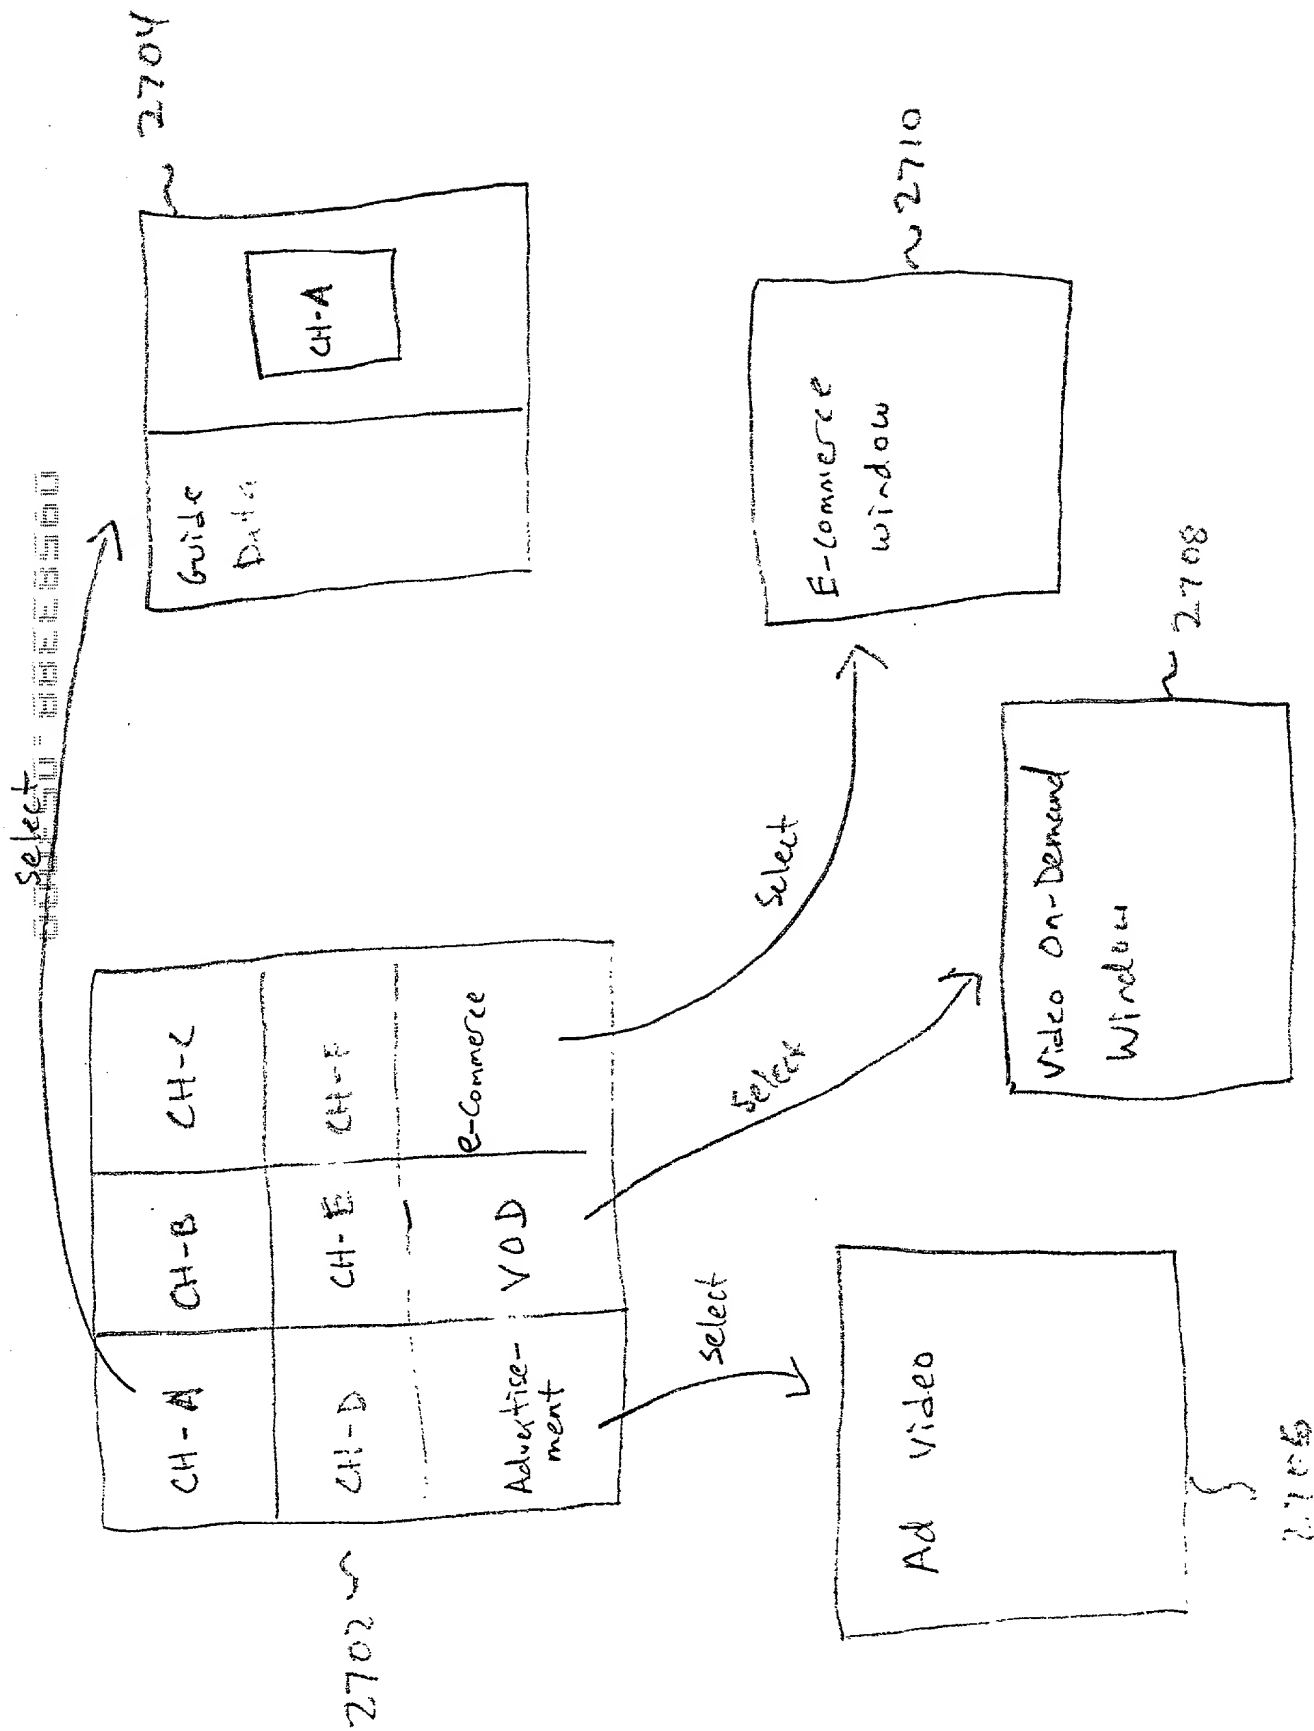 Select
2704
CH-A
CH-B
CH-C
CH-D
CH-E
Advertise-
ment
VOD
e-Commerce
2702
Guide
Data
CH-A
Select
Select
Select
Ad Video
Video On-Demand
Window
2708
E-Commerce
Window
2710